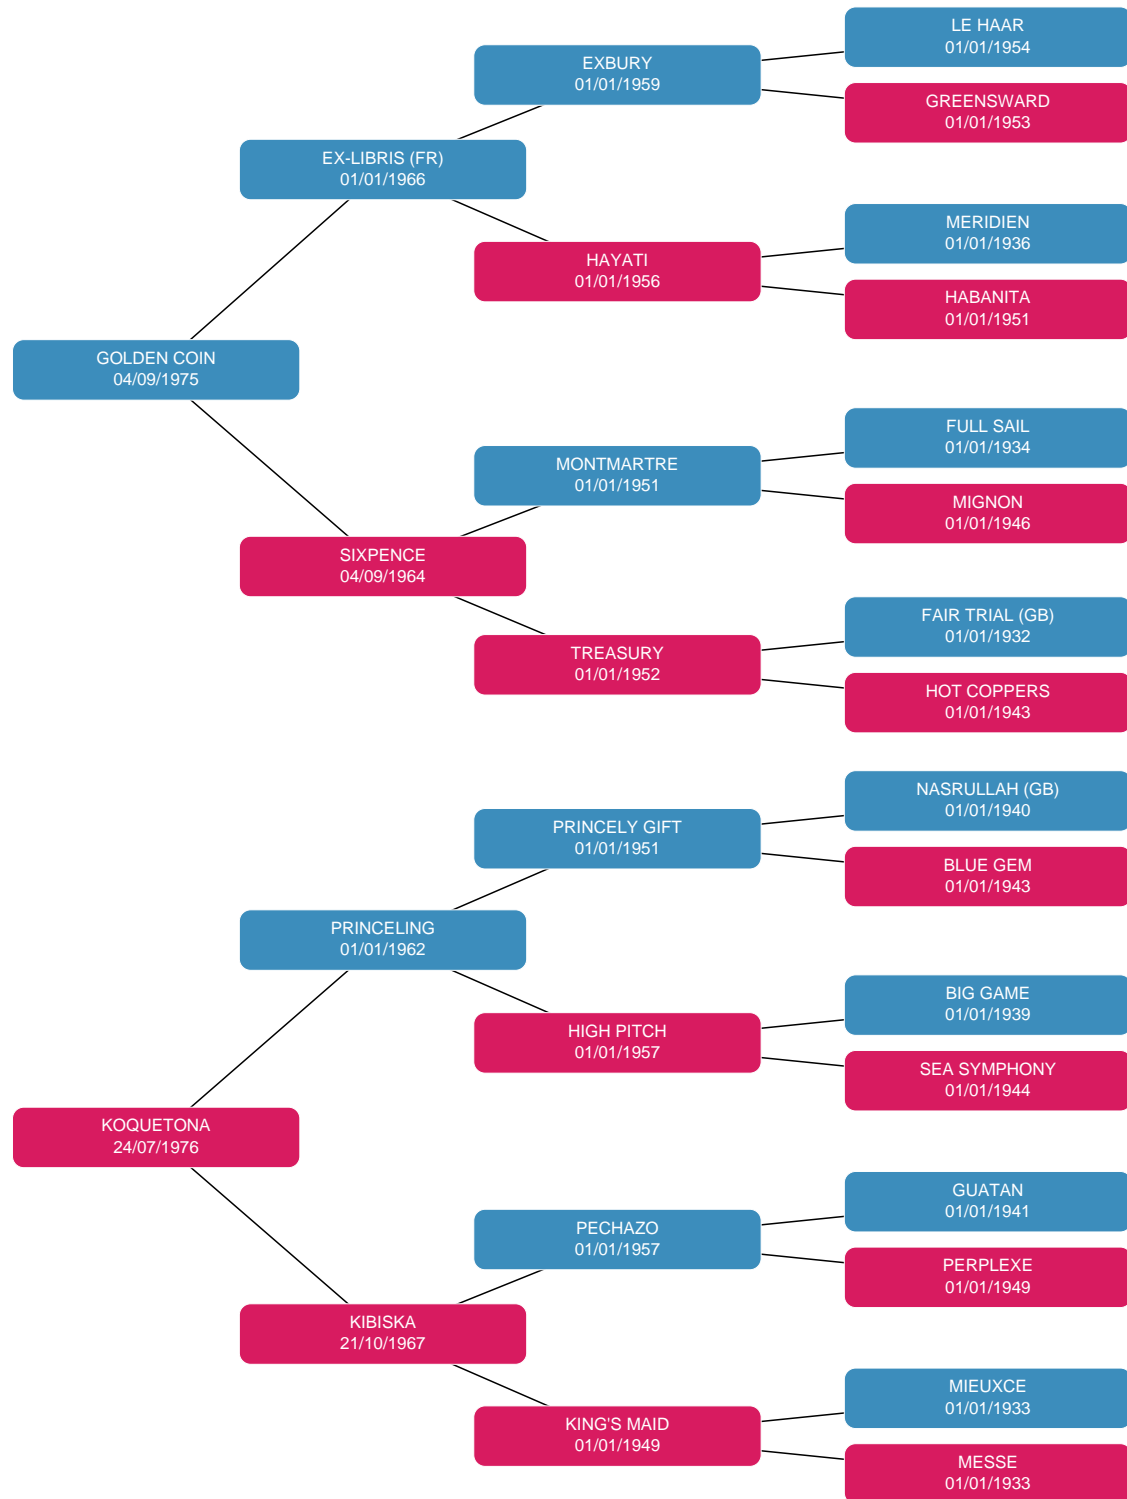 LE HAAR
01/01/1954
EXBURY
01/01/1959
GREENSWARD
01/01/1953
EX-LIBRIS (FR)
01/01/1966
MERIDIEN
01/01/1936
HAYATI
01/01/1956
HABANITA
01/01/1951
GOLDEN COIN
04/09/1975
FULL SAIL
01/01/1934
MONTMARTRE
01/01/1951
MIGNON
01/01/1946
SIXPENCE
04/09/1964
FAIR TRIAL (GB)
01/01/1932
TREASURY
01/01/1952
HOT COPPERS
01/01/1943
NASRULLAH (GB)
01/01/1940
PRINCELY GIFT
01/01/1951
BLUE GEM
01/01/1943
PRINCELING
01/01/1962
BIG GAME
01/01/1939
HIGH PITCH
01/01/1957
SEA SYMPHONY
01/01/1944
KOQUETONA
24/07/1976
GUATAN
01/01/1941
PECHAZO
01/01/1957
PERPLEXE
01/01/1949
KIBISKA
21/10/1967
MIEUXCE
01/01/1933
KING'S MAID
01/01/1949
MESSE
01/01/1933